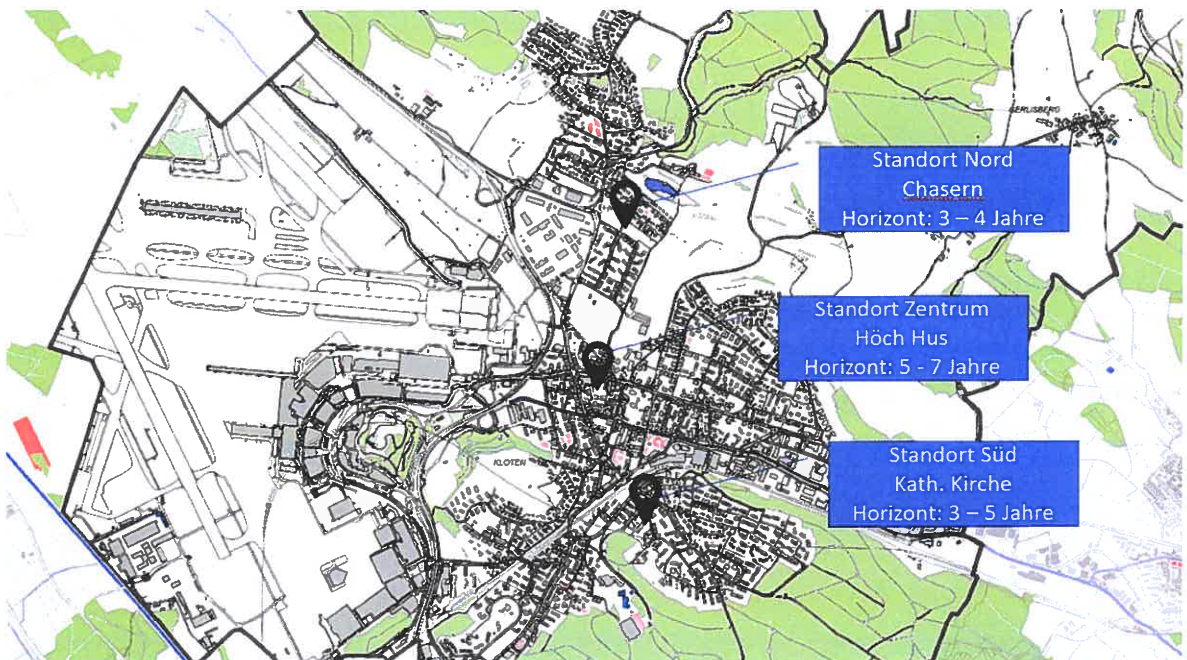 GERLISBERG
Standort Nord
Chasern
Horizont: 3 – 4 Jahre
Standort Zentrum
Höch Hus
Horizont: 5 - 7 Jahre
Standort Süd
Kath. Kirche
Horizont: 3 – 5 Jahre
KLOTEN